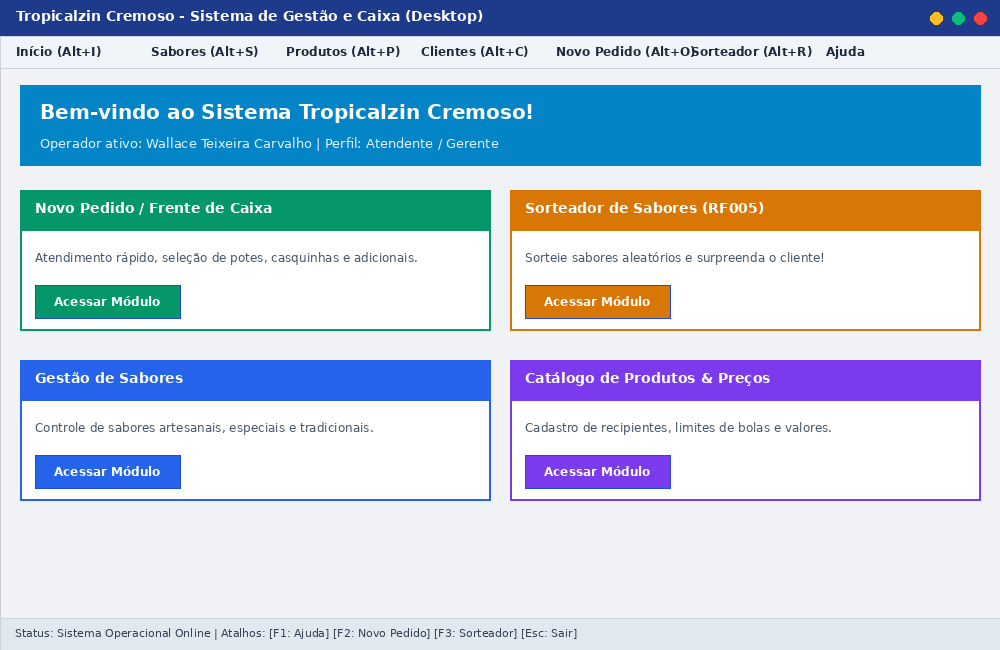 Tropicalzin Cremoso - Sistema de Gestão e Caixa (Desktop)
Início (Alt+I) Sabores (Alt+S) Produtos (Alt+P) Clientes (Alt+C) Novo Pedido (Alt+O) Sorteador (Alt+R) Ajuda
Bem-vindo ao Sistema Tropicalzin Cremoso!
Operador ativo: Wallace Teixeira Carvalho | Perfil: Atendente / Gerente
Novo Pedido / Frente de Caixa
Atendimento rápido, seleção de potes, casquinhas e adicionais.
Acessar Módulo
Sorteador de Sabores (RF005)
Sorteie sabores aleatórios e surpreenda o cliente!
Acessar Módulo
Gestão de Sabores
Controle de sabores artesanais, especiais e tradicionais.
Acessar Módulo
Catálogo de Produtos & Preços
Cadastro de recipientes, limites de bolas e valores.
Acessar Módulo
Status: Sistema Operacional Online | Atalhos: [F1: Ajuda] [F2: Novo Pedido] [F3: Sorteador] [Esc: Sair]